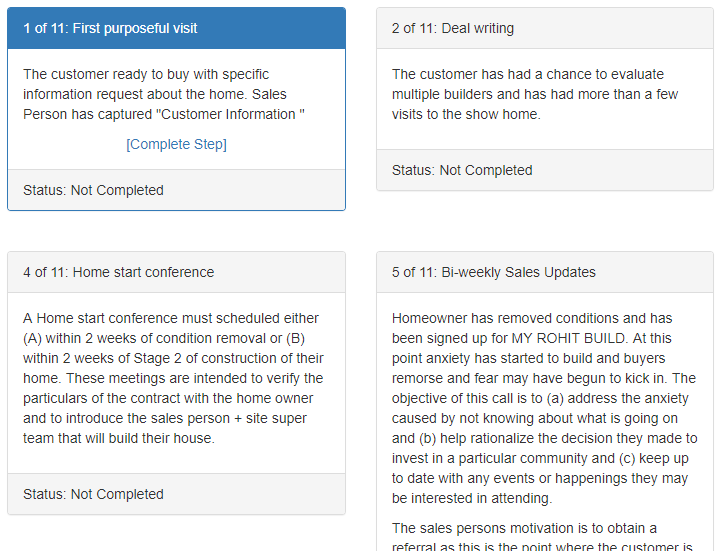 1 of 11: First purposeful visit
The customer ready to buy with specific
information request about the home. Sales
Person has captured "Customer Information "
[Complete Step]
Status: Not Completed
2 of 11: Deal writing
The customer has had a chance to evaluate
multiple builders and has had more than a few
visits to the show home.
Status: Not Completed
4 of 11: Home start conference
A Home start conference must scheduled either
(A) within 2 weeks of condition removal or (B)
within 2 weeks of Stage 2 of construction of their
home. These meetings are intended to verify the
particulars of the contract with the home owner
and to introduce the sales person + site super
team that will build their house.
Status: Not Completed
5 of 11: Bi-weekly Sales Updates
Homeowner has removed conditions and has
been signed up for MY ROHIT BUILD. At this
point anxiety has started to build and buyers
remorse and fear may have begun to kick in. The
objective of this call is to (a) address the anxiety
caused by not knowing about what is going on
and (b) help rationalize the decision they made to
invest in a particular community and (c) keep up
to date with any events or happenings they may
be interested in attending.
The sales persons motivation is to obtain a
referral as this is the point where the customer is